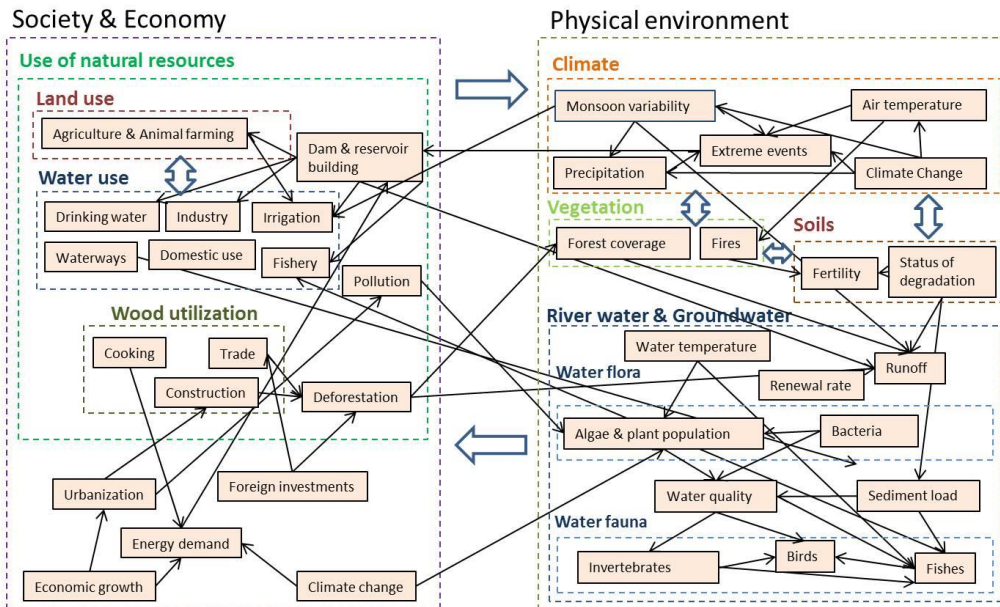 Society & Economy
Use of natural resources
Land use
Agriculture & Animal farming
Dam & reservoir
building
Water use
Drinking water
Industry
Irrigation
Waterways
Domestic use
Fishery
Pollution
Wood utilization
Cooking
Trade
Construction
Deforestation
Urbanization
Foreign investments
Energy demand
Economic growth
Climate change
Physical environment
Climate
Monsoon variability
Air temperature
Extreme events
Precipitation
Climate Change
Vegetation
Forest coverage
Fires
Soils
Fertility
Status of
degradation
River water & Groundwater
Water temperature
Runoff
Water flora
Renewal rate
Algae & plant population
Bacteria
Water quality
Sediment load
Water fauna
Invertebrates
Birds
Fishes